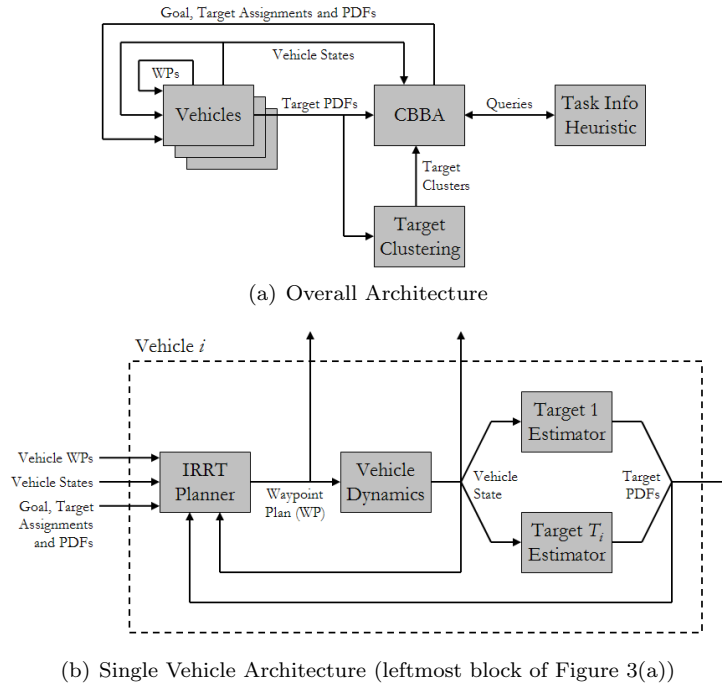 Goal, Target Assignments and PDFs
Vehicle States
WPs
Vehicles
Target PDFs
CBBA
Queries
Task Info
Heuristic
Target
Clusters
Target
Clustering
(a) Overall Architecture
Vehicle i
Vehicle WPs
Vehicle States
Goal, Target
Assignments
and PDFs
IRRT
Planner
Waypoint
Plan (WP)
Vehicle
Dynamics
Vehicle
State
Target 1
Estimator
Target
PDFs
Target Ti
Estimator
(b) Single Vehicle Architecture (leftmost block of Figure 3(a))